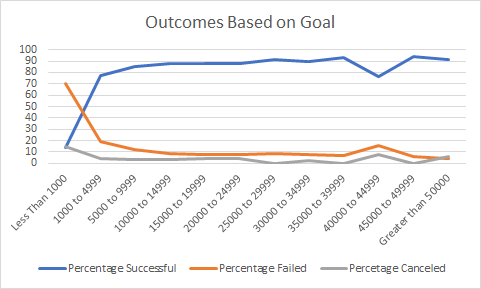 Outcomes Based on Goal
100
90
80
70
60
50
40
30
20
10
0
Less Than 1000
1000 to 4999
5000 to 9999
10000 to 14999
15000 to 19999
20000 to 24999
25000 to 29999
30000 to 34999
35000 to 39999
40000 to 44999
45000 to 49999
Greater than 50000
Percentage Successful
Percentage Failed
Percetage Canceled